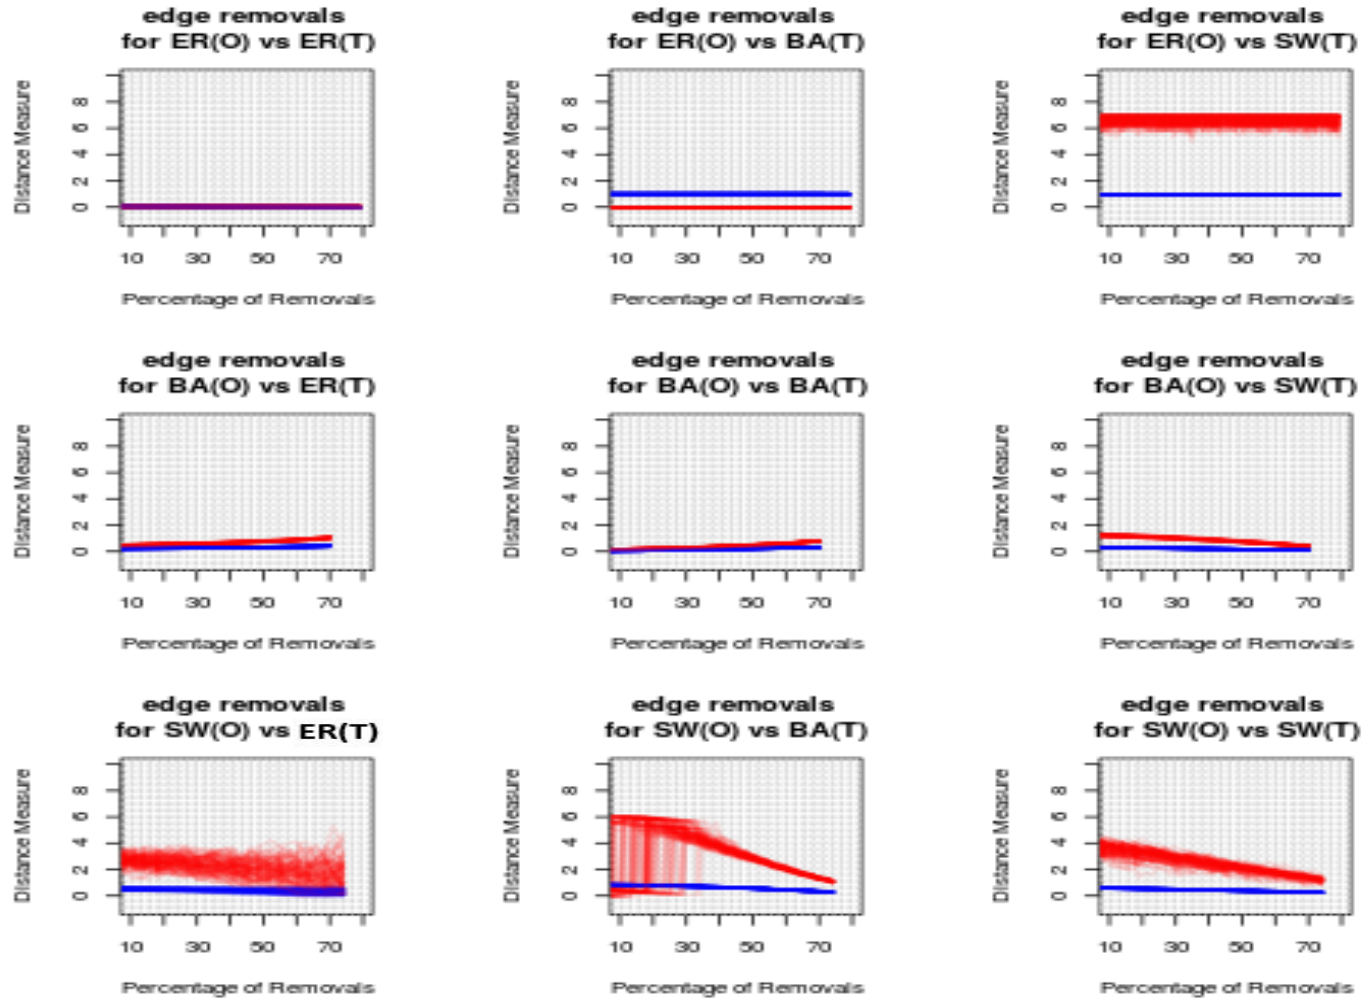 edge removals
for ER(O) vs ER(T)
Distance Measure
0 2 4 6 8
10 30 50 70
Percentage of Removals
edge removals
for ER(O) vs BA(T)
Distance Measure
0 2 4 6 8
10 30 50 70
Percentage of Removals
edge removals
for ER(O) vs SW(T)
Distance Measure
0 2 4 6 8
10 30 50 70
Percentage of Removals
edge removals
for BA(O) vs ER(T)
Distance Measure
0 2 4 6 8
10 30 50 70
Percentage of Removals
edge removals
for BA(O) vs BA(T)
Distance Measure
0 2 4 6 8
10 30 50 70
Percentage of Removals
edge removals
for BA(O) vs SW(T)
Distance Measure
0 2 4 6 8
10 30 50 70
Percentage of Removals
edge removals
for SW(O) vs ER(T)
Distance Measure
0 2 4 6 8
10 30 50 70
Percentage of Removals
edge removals
for SW(O) vs BA(T)
Distance Measure
0 2 4 6 8
10 30 50 70
Percentage of Removals
edge removals
for SW(O) vs SW(T)
Distance Measure
0 2 4 6 8
10 30 50 70
Percentage of Removals